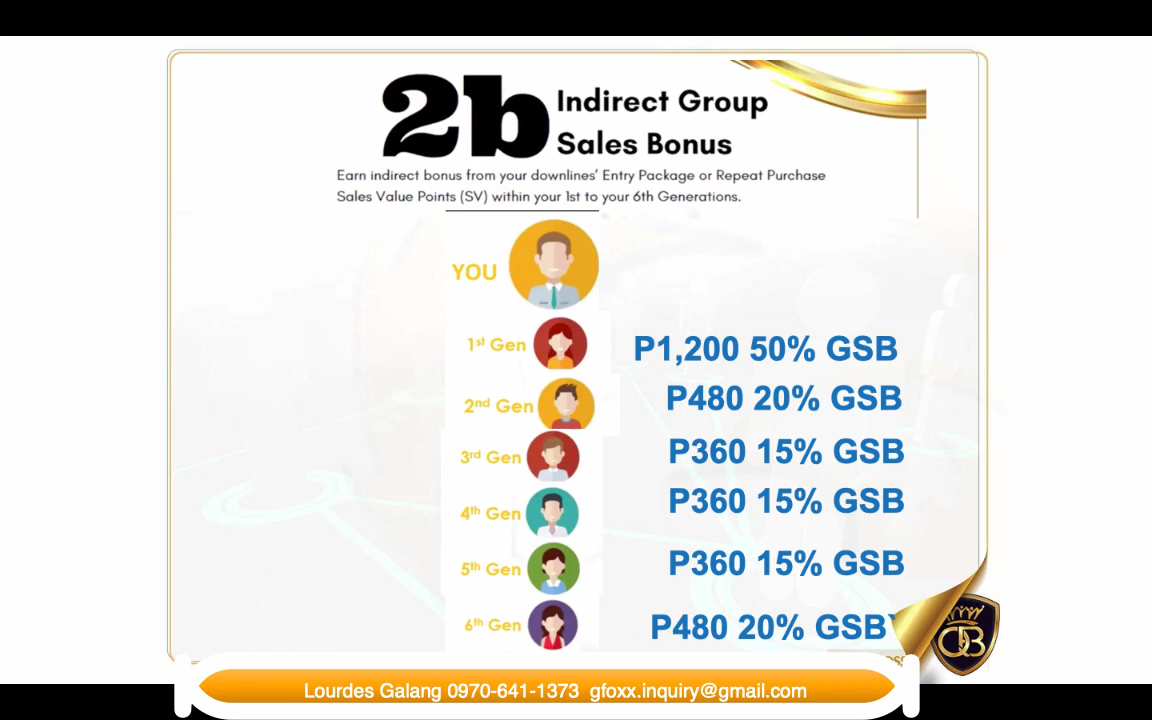 2b Indirect Group
Sales Bonus
Earn indirect bonus from your downlines' Entry Package or Repeat Purchase
Sales Value Points (SV) within your 1st to your 6th Generations.
YOU
1st Gen P1,200 50% GSB
2nd Gen P480 20% GSB
3rd Gen P360 15% GSB
4th Gen P360 15% GSB
5th Gen P360 15% GSB
6th Gen P480 20% GSB
Lourdes Galang 0970-641-1373 gfoxx.inquiry@gmail.com